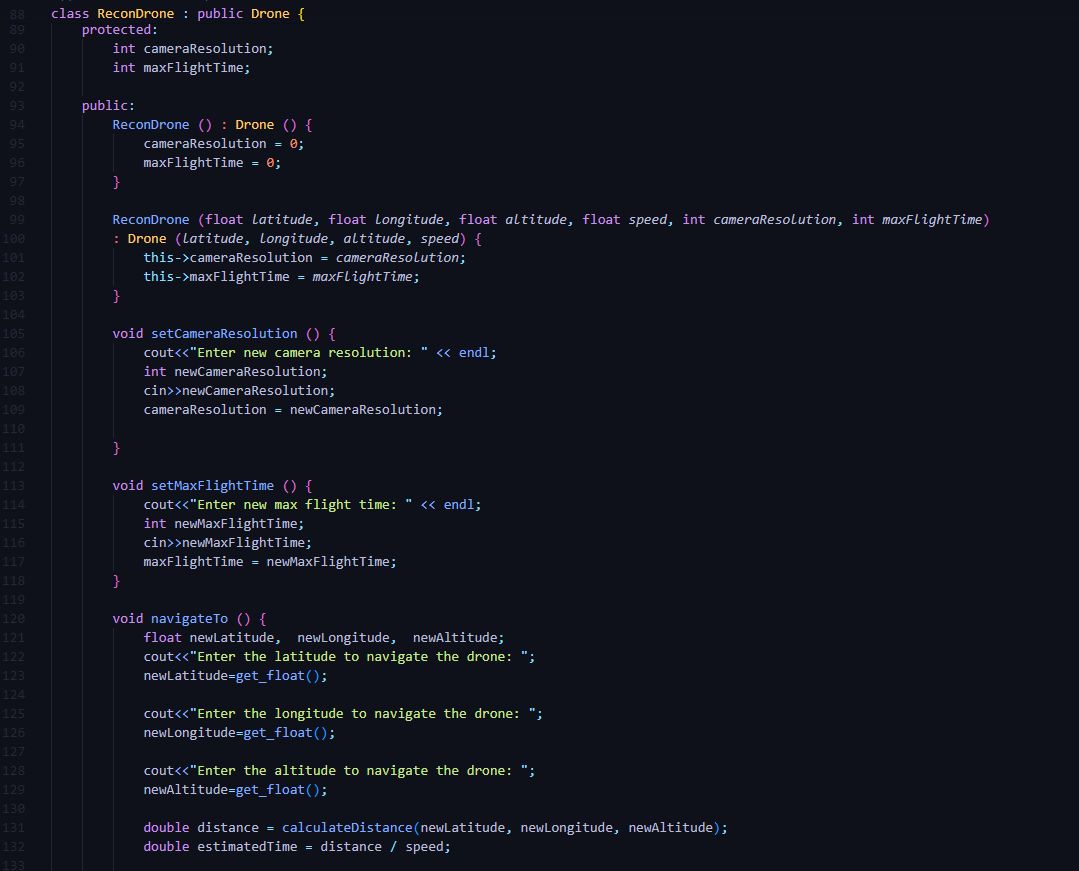 88 class ReconDrone : public Drone {
89 protected:
90 int cameraResolution;
91 int maxFlightTime;
92
93 public:
94 ReconDrone () : Drone () {
95 cameraResolution = 0;
96 maxFlightTime = 0;
97 }
98
99 ReconDrone (float latitude, float longitude, float altitude, float speed, int cameraResolution, int maxFlightTime)
100 : Drone (latitude, longitude, altitude, speed) {
101 this->cameraResolution = cameraResolution;
102 this->maxFlightTime = maxFlightTime;
103 }
104
105 void setCameraResolution () {
106 cout<<"Enter new camera resolution: " << endl;
107 int newCameraResolution;
108 cin>>newCameraResolution;
109 cameraResolution = newCameraResolution;
110
111 }
112
113 void setMaxFlightTime () {
114 cout<<"Enter new max flight time: " << endl;
115 int newMaxFlightTime;
116 cin>>newMaxFlightTime;
117 maxFlightTime = newMaxFlightTime;
118 }
119
120 void navigateTo () {
121 float newLatitude,  newLongitude,  newAltitude;
122 cout<<"Enter the latitude to navigate the drone: ";
123 newLatitude=get_float();
124
125 cout<<"Enter the longitude to navigate the drone: ";
126 newLongitude=get_float();
127
128 cout<<"Enter the altitude to navigate the drone: ";
129 newAltitude=get_float();
130
131 double distance = calculateDistance(newLatitude, newLongitude, newAltitude);
132 double estimatedTime = distance / speed;
133